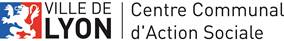 VILLE DE
LYON
Centre Communal
d'Action Sociale